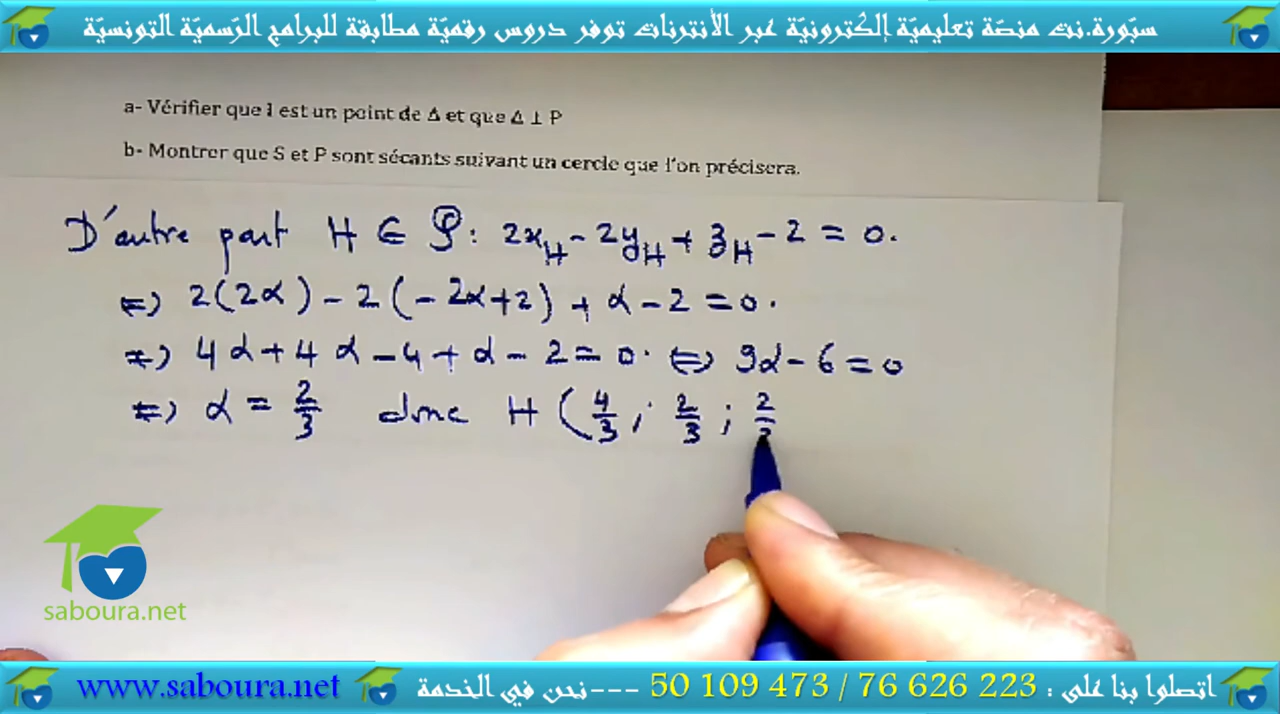 سبّورة.نت منصّة تعليميّة إلكترونيّة عبر الأنترنات توفر دروس رقميّة مطابقة للبرامج الرّسميّة التونسيّة
a- Vérifier que I est un point de Δ et que Δ ⊥ P
b- Montrer que S et P sont sécants suivant un cercle que l'on précisera.
D'autre part H ∈ P: 2x_H - 2y_H + z_H - 2 = 0.
⇔ 2(2α) - 2(-2α+2) + α - 2 = 0.
⇔ 4α + 4α - 4 + α - 2 = 0. ⇔ 9α - 6 = 0
⇔ α = 2/3 donc H (4/3 ; 2/3 ; 2/3
saboura.net
www.saboura.net
اتصلوا بنا على : 50 109 473 / 76 626 223 ---نحن في الخدمة